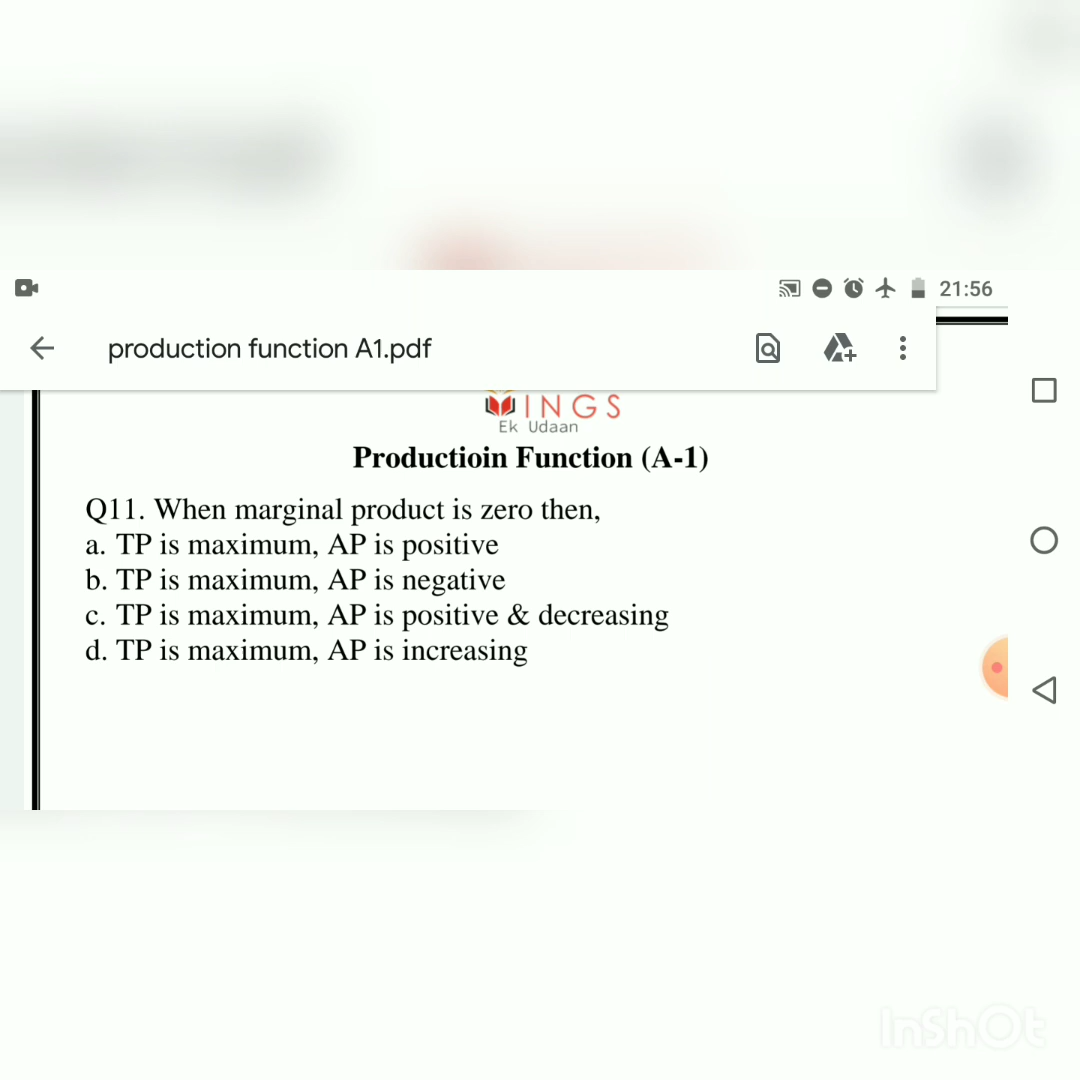 21:56
production function A1.pdf
INGS
Ek Udaan
Productioin Function (A-1)
Q11. When marginal product is zero then,
a. TP is maximum, AP is positive
b. TP is maximum, AP is negative
c. TP is maximum, AP is positive & decreasing
d. TP is maximum, AP is increasing
InShOt